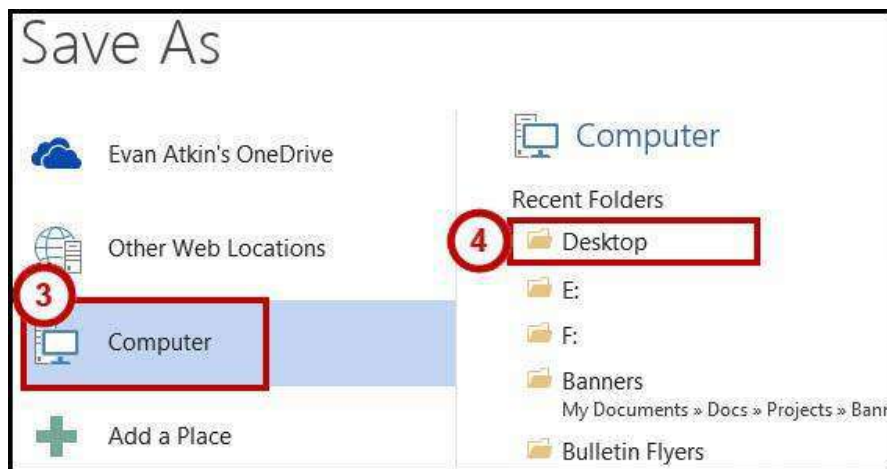 Save As
Evan Atkin's OneDrive
Other Web Locations
3
Computer
Add a Place
Computer
Recent Folders
4
Desktop
E:
F:
Banners
My Documents » Docs » Projects » Bann
Bulletin Flyers